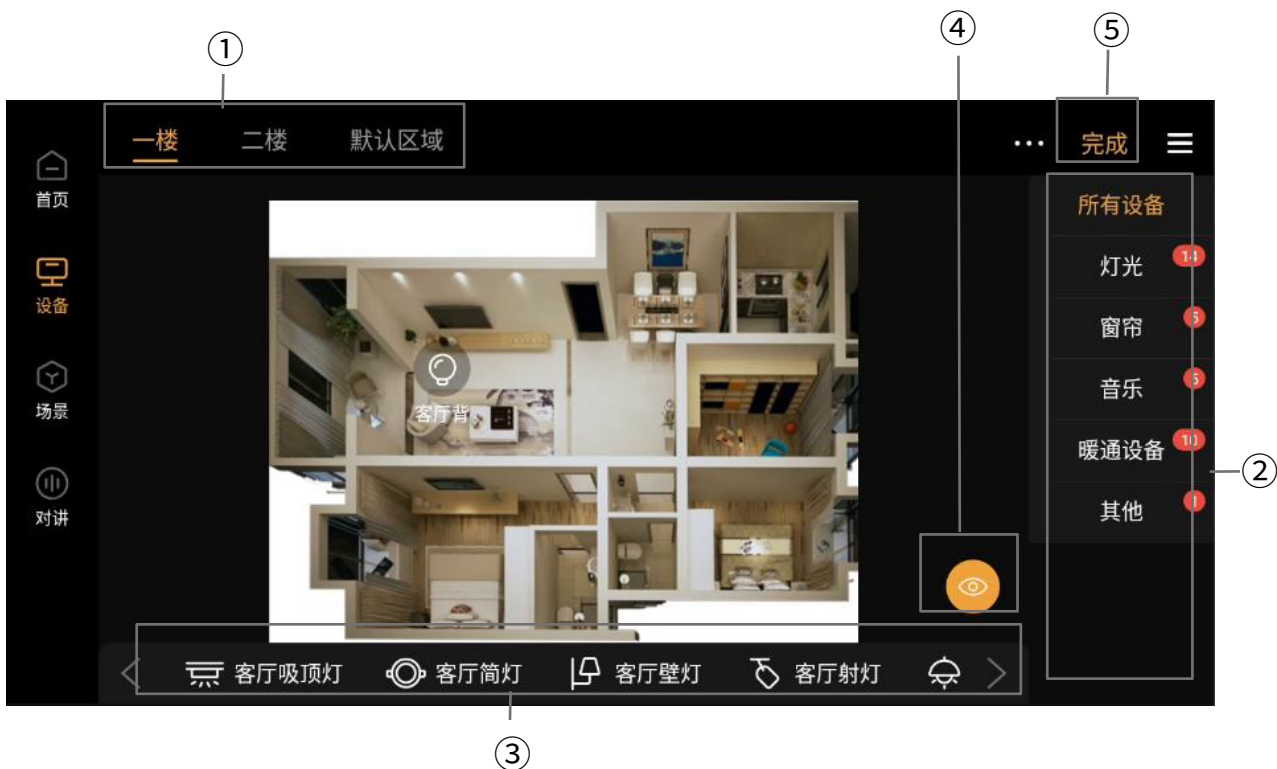 ① ④ ⑤
一楼 二楼 默认区域 ··· 完成
首页
设备
场景
对讲
所有设备
灯光 14
窗帘 5
音乐 5
暖通设备 10
其他 1
②
客厅背
客厅吸顶灯 客厅筒灯 客厅壁灯 客厅射灯
③